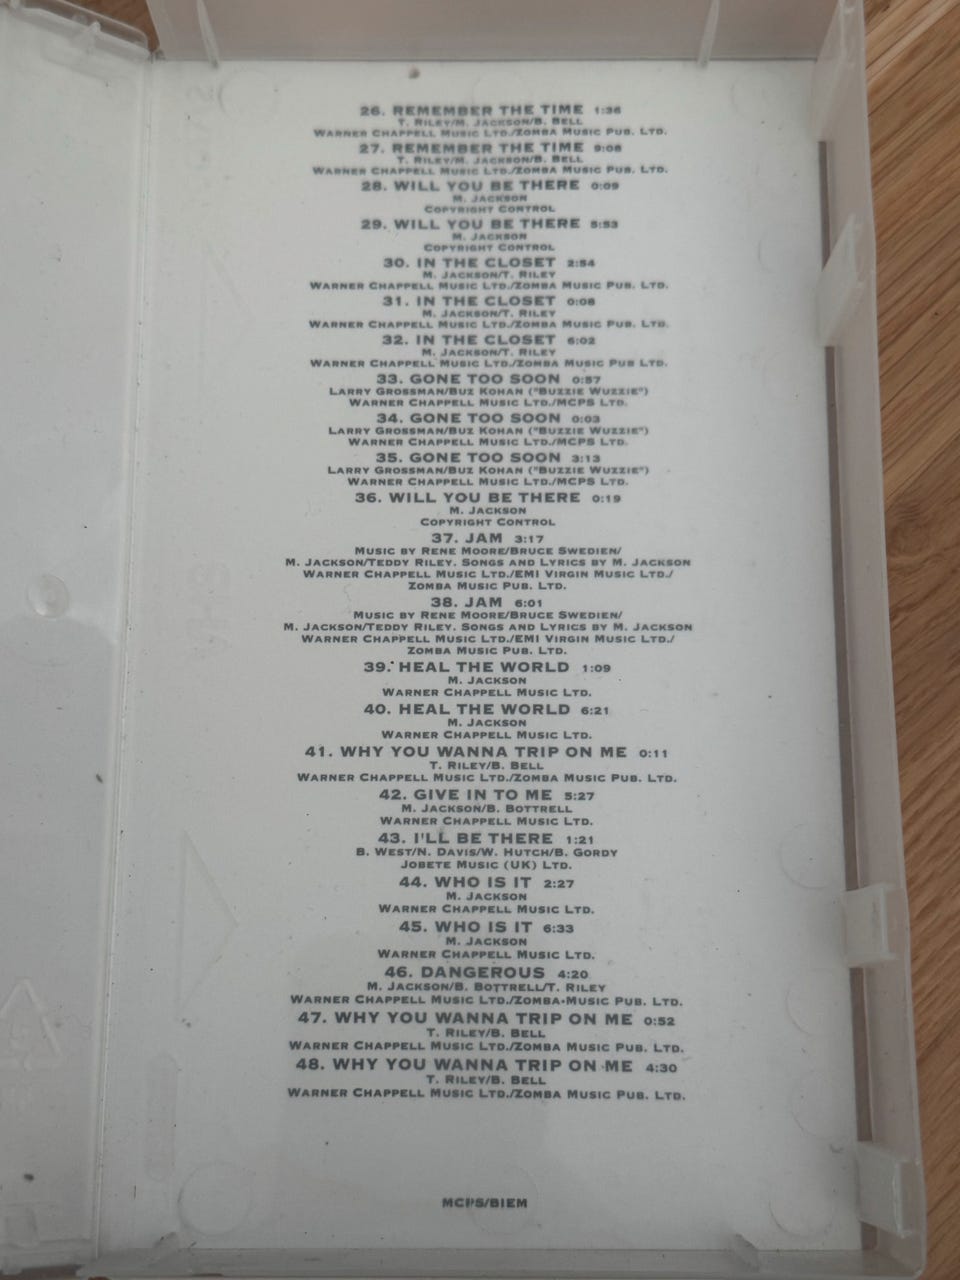 26. REMEMBER THE TIME 1:36
T. RILEY/M. JACKSON/B. BELL
WARNER CHAPPELL MUSIC LTD./ZOMBA MUSIC PUB. LTD.
27. REMEMBER THE TIME 9:08
T. RILEY/M. JACKSON/B. BELL
WARNER CHAPPELL MUSIC LTD./ZOMBA MUSIC PUB. LTD.
28. WILL YOU BE THERE 0:09
M. JACKSON
COPYRIGHT CONTROL
29. WILL YOU BE THERE 5:53
M. JACKSON
COPYRIGHT CONTROL
30. IN THE CLOSET 2:54
M. JACKSON/T. RILEY
WARNER CHAPPELL MUSIC LTD./ZOMBA MUSIC PUB. LTD.
31. IN THE CLOSET 0:08
M. JACKSON/T. RILEY
WARNER CHAPPELL MUSIC LTD./ZOMBA MUSIC PUB. LTD.
32. IN THE CLOSET 6:02
M. JACKSON/T. RILEY
WARNER CHAPPELL MUSIC LTD./ZOMBA MUSIC PUB LTD.
33. GONE TOO SOON 0:57
LARRY GROSSMAN/BUZ KOHAN ("BUZZIE WUZZIE")
WARNER CHAPPELL MUSIC LTD./MCPS LTD.
34. GONE TOO SOON 0:03
LARRY GROSSMAN/BUZ KOHAN ("BUZZIE WUZZIE")
WARNER CHAPPELL MUSIC LTD./MCPS LTD.
35. GONE TOO SOON 3:13
LARRY GROSSMAN/BUZ KOHAN ("BUZZIE WUZZIE")
WARNER CHAPPELL MUSIC LTD./MCPS LTD.
36. WILL YOU BE THERE 0:19
M. JACKSON
COPYRIGHT CONTROL
37. JAM 3:17
MUSIC BY RENE MOORE/BRUCE SWEDIEN/
M. JACKSON/TEDDY RILEY. SONGS AND LYRICS BY M. JACKSON
WARNER CHAPPELL MUSIC LTD./EMI VIRGIN MUSIC LTD./
ZOMBA MUSIC PUB. LTD.
38. JAM 6:01
MUSIC BY RENE MOORE/BRUCE SWEDIEN/
M. JACKSON/TEDDY RILEY. SONGS AND LYRICS BY M. JACKSON
WARNER CHAPPELL MUSIC LTD./EMI VIRGIN MUSIC LTD./
ZOMBA MUSIC PUB. LTD.
39. HEAL THE WORLD 1:09
M. JACKSON
WARNER CHAPPELL MUSIC LTD.
40. HEAL THE WORLD 6:21
M. JACKSON
WARNER CHAPPELL MUSIC LTD.
41. WHY YOU WANNA TRIP ON ME 0:11
T. RILEY/B. BELL
WARNER CHAPPELL MUSIC LTD./ZOMBA MUSIC PUB. LTD.
42. GIVE IN TO ME 5:27
M. JACKSON/B. BOTTRELL
WARNER CHAPPELL MUSIC LTD.
43. I'LL BE THERE 1:21
B. WEST/N. DAVIS/W. HUTCH/B. GORDY
JOBETE MUSIC (UK) LTD.
44. WHO IS IT 2:27
M. JACKSON
WARNER CHAPPELL MUSIC LTD.
45. WHO IS IT 6:33
M. JACKSON
WARNER CHAPPELL MUSIC LTD.
46. DANGEROUS 4:20
M. JACKSON/B. BOTTRELL/T. RILEY
WARNER CHAPPELL MUSIC LTD./ZOMBA-MUSIC PUB. LTD.
47. WHY YOU WANNA TRIP ON ME 0:52
T. RILEY/B. BELL
WARNER CHAPPELL MUSIC LTD./ZOMBA MUSIC PUB. LTD.
48. WHY YOU WANNA TRIP ON ME 4:30
T. RILEY/B. BELL
WARNER CHAPPELL MUSIC LTD./ZOMBA MUSIC PUB. LTD.
MCPS/BIEM